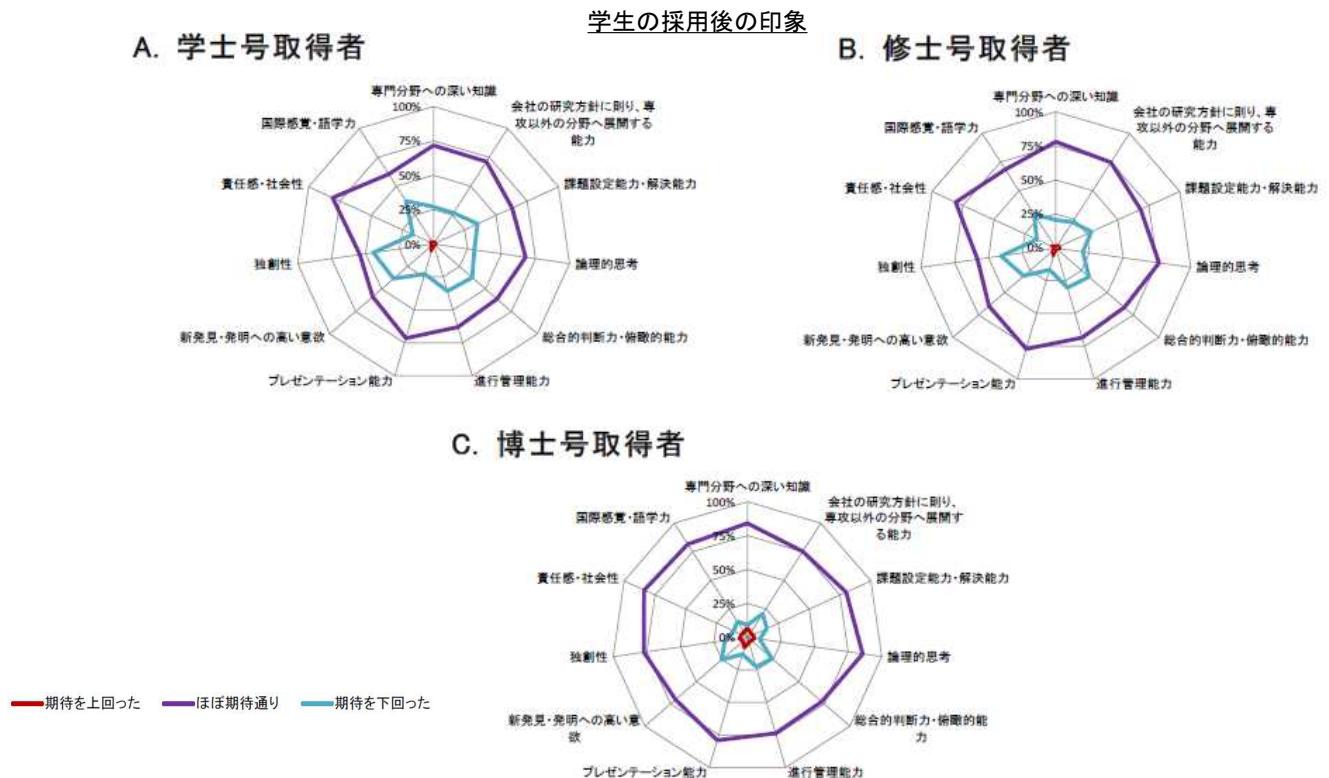 学生の採用後の印象
A. 学士号取得者
専門分野への深い知識
会社の研究方針に則り、専
攻以外の分野へ展開する
能力
課題設定能力・解決能力
論理的思考
総合的判断力・俯瞰的能力
進行管理能力
プレゼンテーション能力
新発見・発明への高い意欲
独創性
責任感・社会性
国際感覚・語学力
100%
75%
50%
25%
0%
B. 修士号取得者
専門分野への深い知識
会社の研究方針に則り、専
攻以外の分野へ展開する
能力
課題設定能力・解決能力
論理的思考
総合的判断力・俯瞰的能力
進行管理能力
プレゼンテーション能力
新発見・発明への高い意欲
独創性
責任感・社会性
国際感覚・語学力
100%
75%
50%
25%
0%
C. 博士号取得者
専門分野への深い知識
会社の研究方針に則り、
専攻以外の分野へ展開す
る能力
課題設定能力・解決能力
論理的思考
総合的判断力・俯瞰的能
力
進行管理能力
プレゼンテーション能力
新発見・発明への高い意
欲
独創性
責任感・社会性
国際感覚・語学力
100%
75%
50%
25%
0%
期待を上回った ほぼ期待通り 期待を下回った